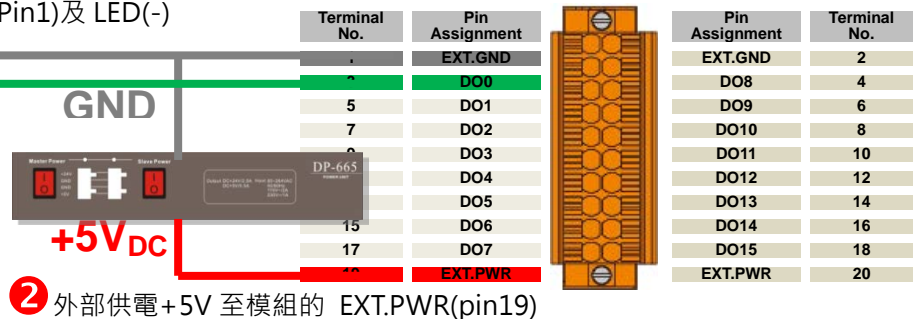 Pin1)及 LED(-)
Terminal No. Pin Assignment Pin Assignment Terminal No.
EXT.GND EXT.GND 2
DO0 DO8 4
GND
5 DO1 DO9 6
7 DO2 DO10 8
DO3 DO11 10
Master Power Slave Power DP-665
DO4 DO12 12
DO5 DO13 14
15 DO6 DO14 16
+5VDC
17 DO7 DO15 18
EXT.PWR EXT.PWR 20
2 外部供電+5V 至模組的 EXT.PWR(pin19)